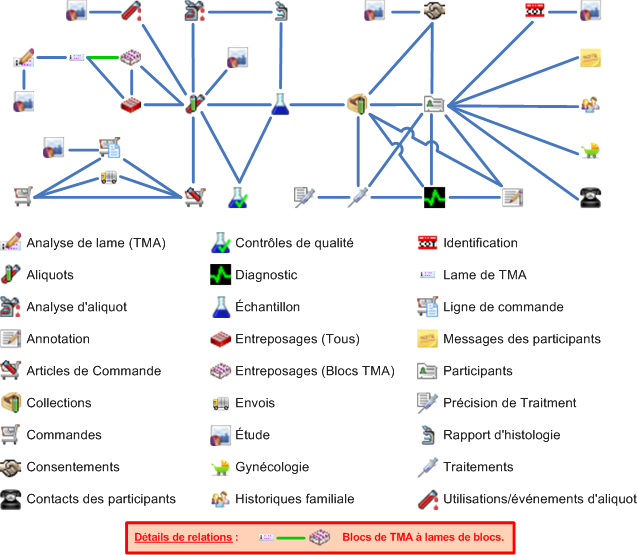 Analyse de lame (TMA)
Contrôles de qualité
Identification
Aliquots
Diagnostic
Lame de TMA
Analyse d'aliquot
Échantillon
Ligne de commande
Annotation
Entreposages (Tous)
Messages des participants
Articles de Commande
Entreposages (Blocs TMA)
Participants
Collections
Envois
Précision de Traitment
Commandes
Étude
Rapport d'histologie
Consentements
Gynécologie
Traitements
Contacts des participants
Historiques familiale
Utilisations/événements d'aliquot
Détails de relations : Blocs de TMA à lames de blocs.